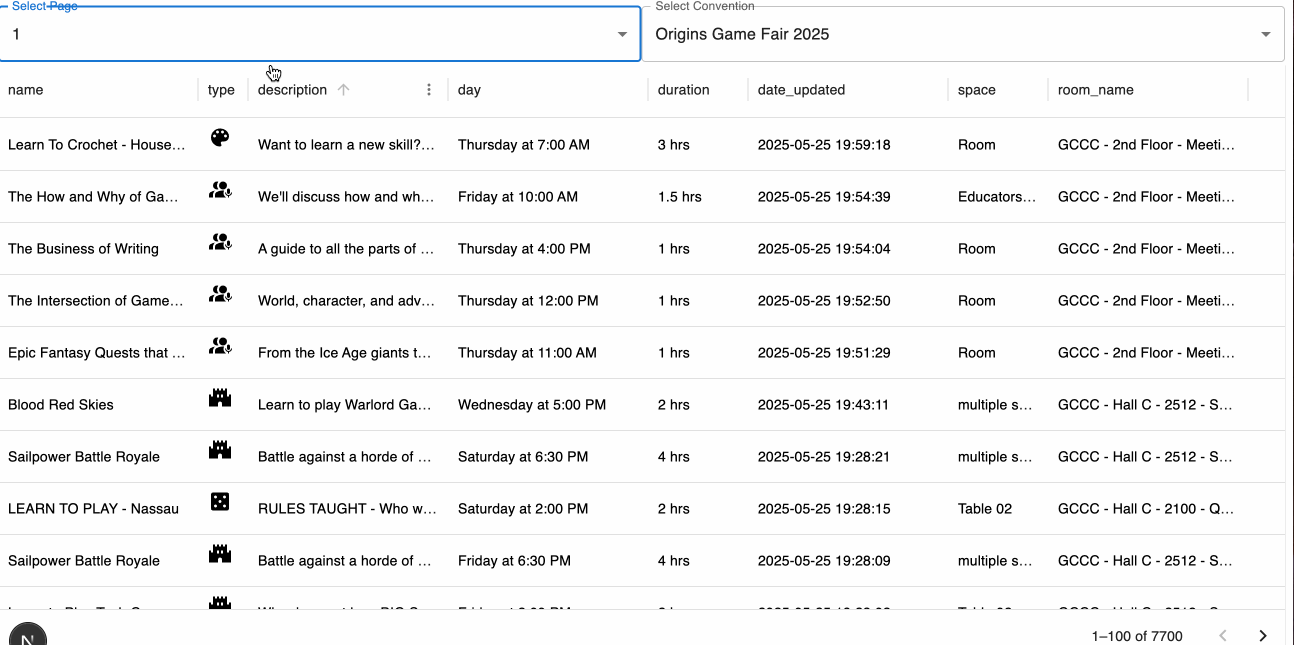 Select Page Select Convention
1 Origins Game Fair 2025
name type description day duration date_updated space room_name
Learn To Crochet - House… Want to learn a new skill?… Thursday at 7:00 AM 3 hrs 2025-05-25 19:59:18 Room GCCC - 2nd Floor - Meeti…
The How and Why of Ga… We'll discuss how and wh… Friday at 10:00 AM 1.5 hrs 2025-05-25 19:54:39 Educators… GCCC - 2nd Floor - Meeti…
The Business of Writing A guide to all the parts of … Thursday at 4:00 PM 1 hrs 2025-05-25 19:54:04 Room GCCC - 2nd Floor - Meeti…
The Intersection of Game… World, character, and adv… Thursday at 12:00 PM 1 hrs 2025-05-25 19:52:50 Room GCCC - 2nd Floor - Meeti…
Epic Fantasy Quests that … From the Ice Age giants t… Thursday at 11:00 AM 1 hrs 2025-05-25 19:51:29 Room GCCC - 2nd Floor - Meeti…
Blood Red Skies Learn to play Warlord Ga… Wednesday at 5:00 PM 2 hrs 2025-05-25 19:43:11 multiple s… GCCC - Hall C - 2512 - S…
Sailpower Battle Royale Battle against a horde of … Saturday at 6:30 PM 4 hrs 2025-05-25 19:28:21 multiple s… GCCC - Hall C - 2512 - S…
LEARN TO PLAY - Nassau RULES TAUGHT - Who w… Saturday at 2:00 PM 2 hrs 2025-05-25 19:28:15 Table 02 GCCC - Hall C - 2100 - Q…
Sailpower Battle Royale Battle against a horde of … Friday at 6:30 PM 4 hrs 2025-05-25 19:28:09 multiple s… GCCC - Hall C - 2512 - S…
N 1–100 of 7700